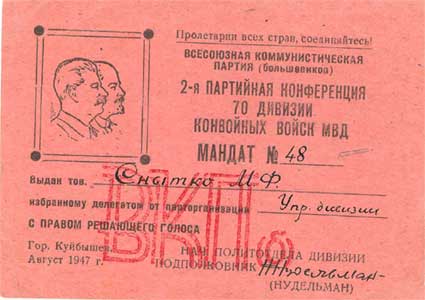 Пролетарии всех стран, соединяйтесь!
ВСЕСОЮЗНАЯ КОММУНИСТИЧЕСКАЯ
ПАРТИЯ (большевиков)
2-я ПАРТИЙНАЯ КОНФЕРЕНЦИЯ
70 ДИВИЗИИ
КОНВОЙНЫХ ВОЙСК МВД
МАНДАТ № 48
Выдан тов. Снытко М.Ф.
избранному делегатом от парторганизации Упр. дивизии
С ПРАВОМ РЕШАЮЩЕГО ГОЛОСА
ВКП(б)
Гор. Куйбышев
Август 1947 г.
НАЧ ПОЛИТОТДЕЛА ДИВИЗИИ
ПОДПОЛКОВНИК
(НУДЕЛЬМАН)